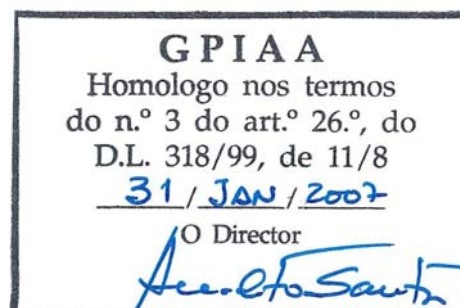 GPIAA
Homologo nos termos
do n.º 3 do art.º 26.º, do
D.L. 318/99, de 11/8
31 / JAN / 2007
O Director